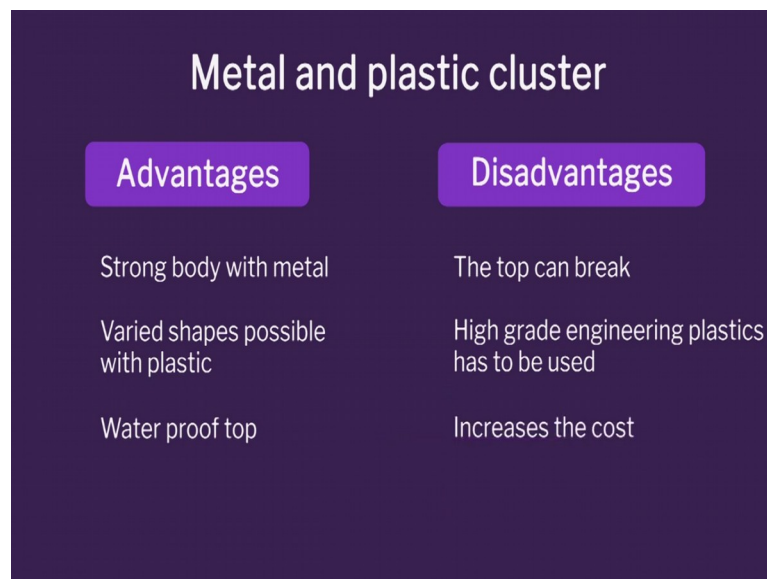 Metal and plastic cluster
Advantages
Strong body with metal
Varied shapes possible
with plastic
Water proof top
Disadvantages
The top can break
High grade engineering plastics
has to be used
Increases the cost